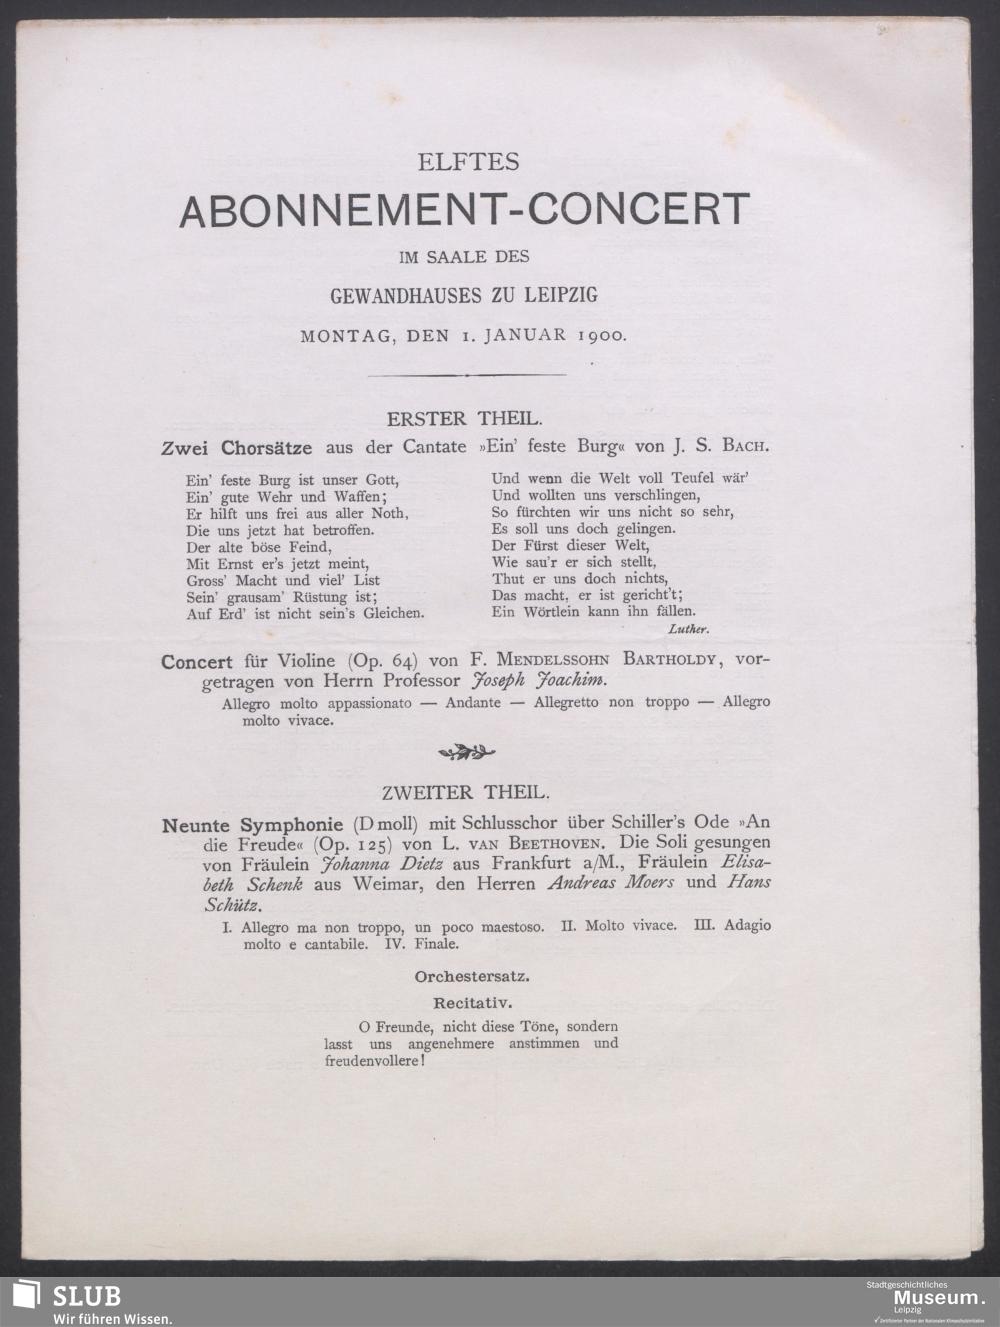 ELFTES
ABONNEMENT-CONCERT
IM SAALE DES
GEWANDHAUSES ZU LEIPZIG
MONTAG, DEN 1. JANUAR 1900.
ERSTER THEIL.
Zwei Chorsätze aus der Cantate »Ein' feste Burg« von J. S. BACH.
Ein' feste Burg ist unser Gott,
Ein' gute Wehr und Waffen;
Er hilft uns frei aus aller Noth,
Die uns jetzt hat betroffen.
Der alte böse Feind,
Mit Ernst er's jetzt meint,
Gross' Macht und viel' List
Sein' grausam' Rüstung ist;
Auf Erd' ist nicht sein's Gleichen.
Und wenn die Welt voll Teufel wär'
Und wollten uns verschlingen,
So fürchten wir uns nicht so sehr,
Es soll uns doch gelingen.
Der Fürst dieser Welt,
Wie sau'r er sich stellt,
Thut er uns doch nichts,
Das macht, er ist gericht't;
Ein Wörtlein kann ihn fällen.
Luther.
Concert für Violine (Op. 64) von F. MENDELSSOHN BARTHOLDY, vor-
getragen von Herrn Professor Joseph Joachim.
Allegro molto appassionato — Andante — Allegretto non troppo — Allegro
molto vivace.
ZWEITER THEIL.
Neunte Symphonie (D moll) mit Schlusschor über Schiller's Ode »An
die Freude« (Op. 125) von L. VAN BEETHOVEN. Die Soli gesungen
von Fräulein Johanna Dietz aus Frankfurt a/M., Fräulein Elisa-
beth Schenk aus Weimar, den Herren Andreas Moers und Hans
Schütz.
I. Allegro ma non troppo, un poco maestoso. II. Molto vivace. III. Adagio
molto e cantabile. IV. Finale.
Orchestersatz.
Recitativ.
O Freunde, nicht diese Töne, sondern
lasst uns angenehmere anstimmen und
freudenvollere!
SLUB
Wir führen Wissen.
Stadtgeschichtliches
Museum.
Leipzig
Zertifizierter Partner der Nationalen Klimaschutzinitiative